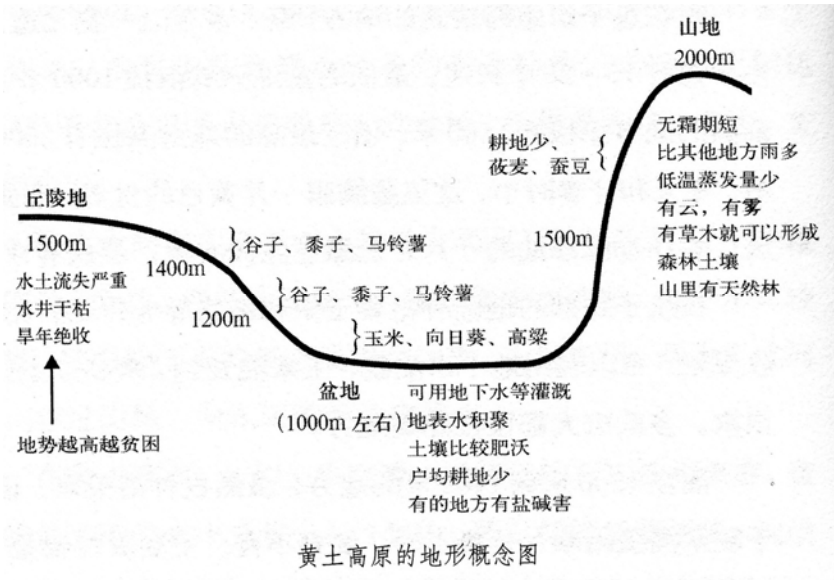 山地
2000m
无霜期短
比其他地方雨多
低温蒸发量少
有云，有雾
有草木就可以形成
森林土壤
山里有天然林
耕地少、
莜麦、蚕豆
1500m
丘陵地
1500m
水土流失严重
水井干枯
旱年绝收
地势越高越贫困
1400m
谷子、黍子、马铃薯
1200m
谷子、黍子、马铃薯
玉米、向日葵、高粱
盆地
(1000m 左右)
可用地下水等灌溉
地表水积聚
土壤比较肥沃
户均耕地少
有的地方有盐碱害
黄土高原的地形概念图